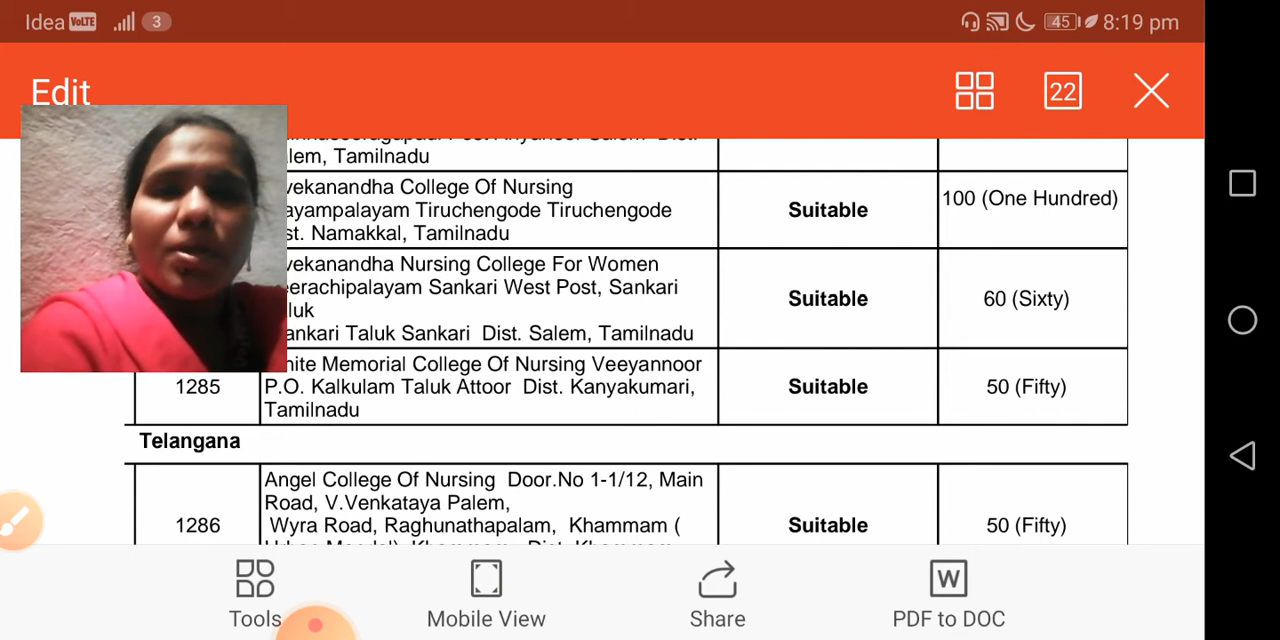 Idea VoLTE 3 45 8:19 pm
Edit 22
alem, Tamilnadu
vekanandha College Of Nursing
ayampalayam Tiruchengode Tiruchengode
st. Namakkal, Tamilnadu
Suitable
100 (One Hundred)
vekanandha Nursing College For Women
eerachipalayam Sankari West Post, Sankari
luk
ankari Taluk Sankari Dist. Salem, Tamilnadu
Suitable
60 (Sixty)
1285
hite Memorial College Of Nursing Veeyannoor
P.O. Kalkulam Taluk Attoor Dist. Kanyakumari,
Tamilnadu
Suitable
50 (Fifty)
Telangana
1286
Angel College Of Nursing Door.No 1-1/12, Main
Road, V.Venkataya Palem,
Wyra Road, Raghunathapalam, Khammam (
Suitable
50 (Fifty)
Tools
Mobile View
Share
W
PDF to DOC